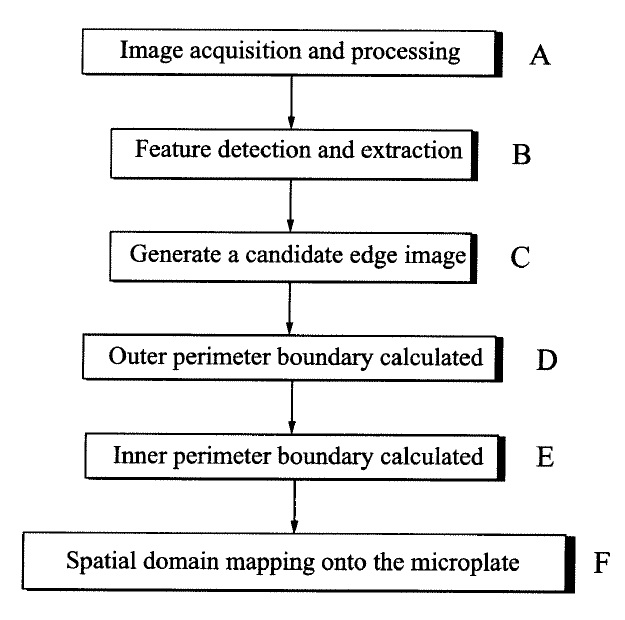 Image acquisition and processing A
Feature detection and extraction B
Generate a candidate edge image C
Outer perimeter boundary calculated D
Inner perimeter boundary calculated E
Spatial domain mapping onto the microplate F